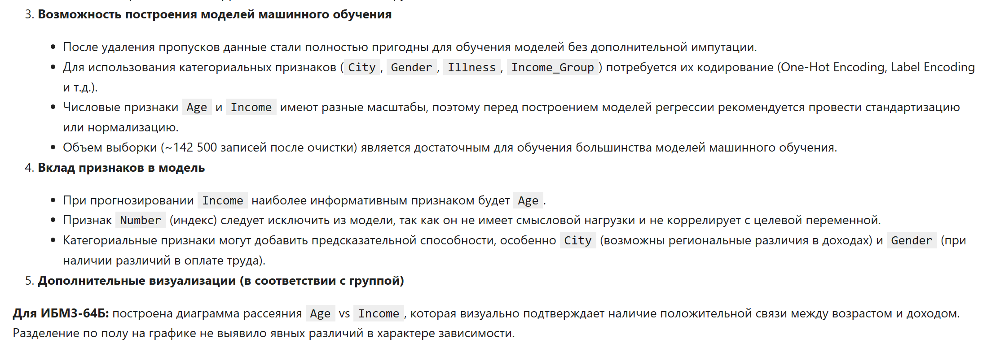 3. Возможность построения моделей машинного обучения
• После удаления пропусков данные стали полностью пригодны для обучения моделей без дополнительной импутации.
• Для использования категориальных признаков ( City , Gender , Illness , Income_Group ) потребуется их кодирование (One-Hot Encoding, Label Encoding
и т.д.).
• Числовые признаки Age и Income имеют разные масштабы, поэтому перед построением моделей регрессии рекомендуется провести стандартизацию
или нормализацию.
• Объем выборки (~142 500 записей после очистки) является достаточным для обучения большинства моделей машинного обучения.
4. Вклад признаков в модель
• При прогнозировании Income наиболее информативным признаком будет Age .
• Признак Number (индекс) следует исключить из модели, так как он не имеет смысловой нагрузки и не коррелирует с целевой переменной.
• Категориальные признаки могут добавить предсказательной способности, особенно City (возможны региональные различия в доходах) и Gender (при
наличии различий в оплате труда).
5. Дополнительные визуализации (в соответствии с группой)
Для ИБМ3-64Б: построена диаграмма рассеяния Age vs Income , которая визуально подтверждает наличие положительной связи между возрастом и доходом.
Разделение по полу на графике не выявило явных различий в характере зависимости.